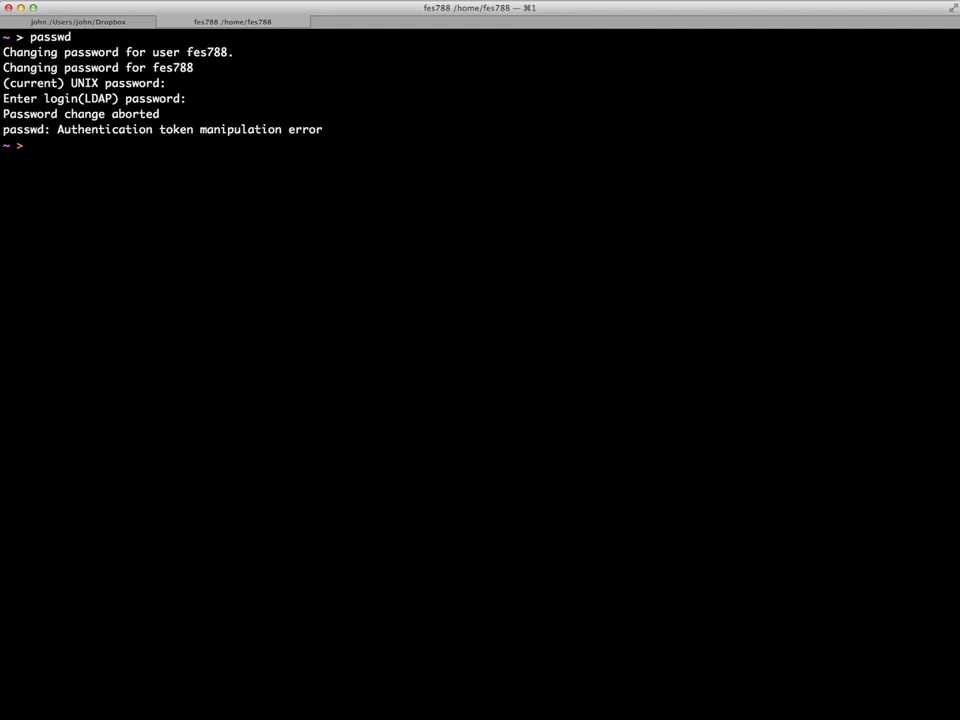 fes788 /home/fes788 — ⌘1
john /Users/john/Dropbox
fes788 /home/fes788
~ > passwd
Changing password for user fes788.
Changing password for fes788
(current) UNIX password:
Enter login(LDAP) password:
Password change aborted
passwd: Authentication token manipulation error
~ >